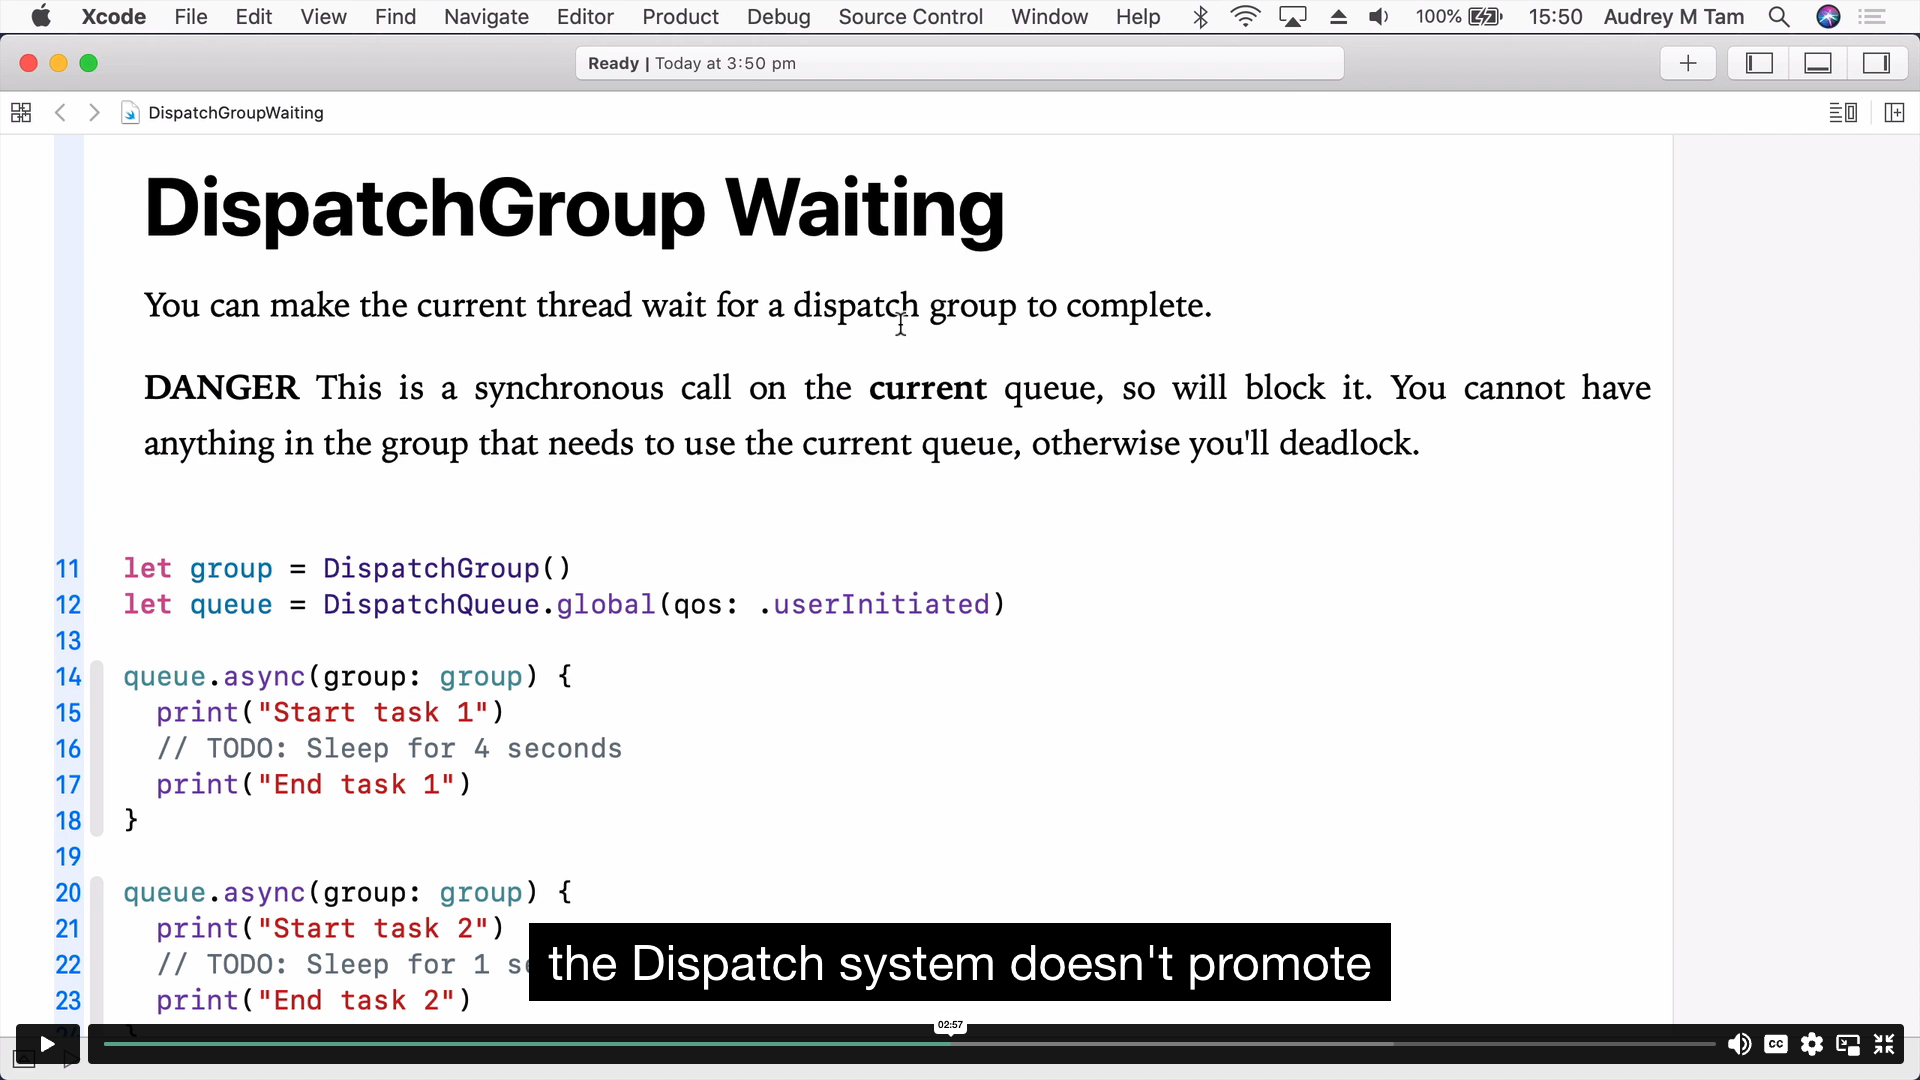 Xcode File Edit View Find Navigate Editor Product Debug Source Control Window Help 100% 15:50 Audrey M Tam
Ready | Today at 3:50 pm
DispatchGroupWaiting
DispatchGroup Waiting
You can make the current thread wait for a dispatch group to complete.
DANGER This is a synchronous call on the current queue, so will block it. You cannot have
anything in the group that needs to use the current queue, otherwise you'll deadlock.
11 let group = DispatchGroup()
12 let queue = DispatchQueue.global(qos: .userInitiated)
13
14 queue.async(group: group) {
15 print("Start task 1")
16 // TODO: Sleep for 4 seconds
17 print("End task 1")
18 }
19
20 queue.async(group: group) {
21 print("Start task 2")
22 // TODO: Sleep for 1 s
23 print("End task 2")
the Dispatch system doesn't promote
02:57
CC